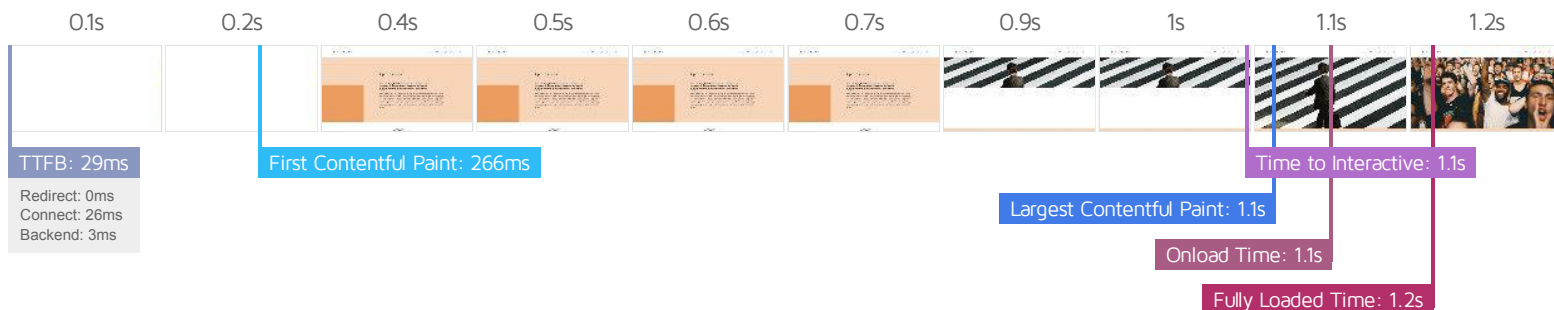 0.1s 0.2s 0.4s 0.5s 0.6s 0.7s 0.9s 1s 1.1s 1.2s
TTFB: 29ms
Redirect: 0ms
Connect: 26ms
Backend: 3ms
First Contentful Paint: 266ms
Time to Interactive: 1.1s
Largest Contentful Paint: 1.1s
Onload Time: 1.1s
Fully Loaded Time: 1.2s